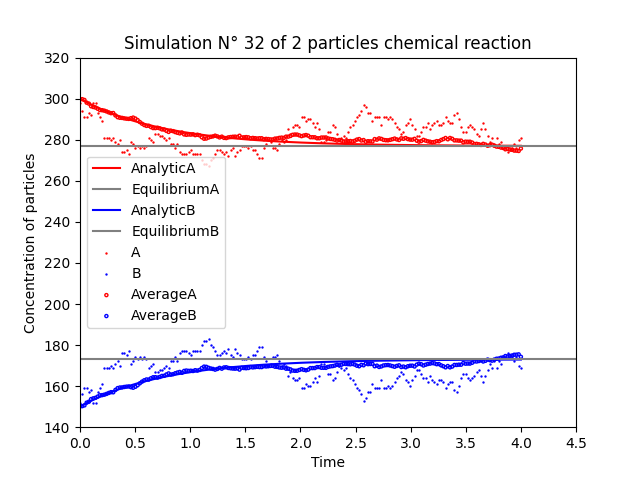 Simulation N° 32 of 2 particles chemical reaction
Concentration of particles
320
300
280
260
240
220
200
180
160
140
AnalyticA
EquilibriumA
AnalyticB
EquilibriumB
A
B
AverageA
AverageB
0.0 0.5 1.0 1.5 2.0 2.5 3.0 3.5 4.0 4.5
Time